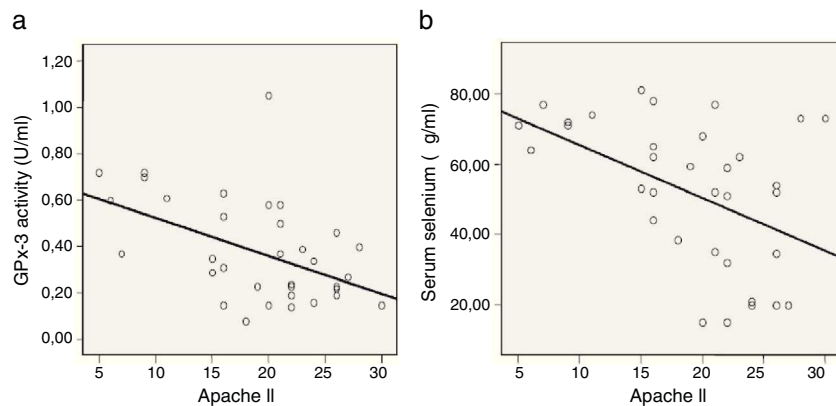 a
GPx-3 activity (U/ml)
1,20
1,00
0,80
0,60
0,40
0,20
0,00
5 10 15 20 25 30
Apache II
b
Serum selenium ( g/ml)
80,00
60,00
40,00
20,00
5 10 15 20 25 30
Apache II